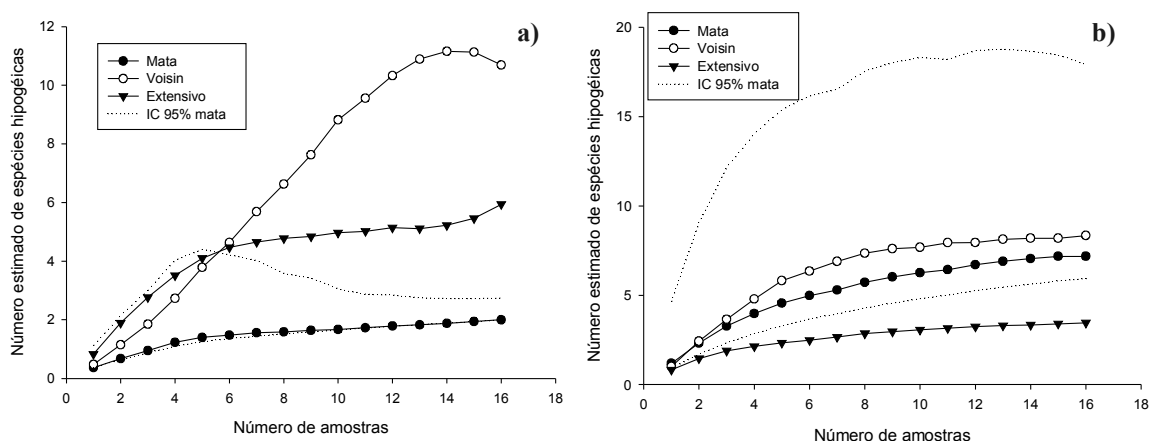 a)
Número estimado de espécies hipogéicas
12
10
8
6
4
2
0
Mata
Voisin
Extensivo
IC 95% mata
0 2 4 6 8 10 12 14 16 18
Número de amostras
b)
Número estimado de espécies hipogéicas
20
15
10
5
0
Mata
Voisin
Extensivo
IC 95% mata
0 2 4 6 8 10 12 14 16 18
Número de amostras